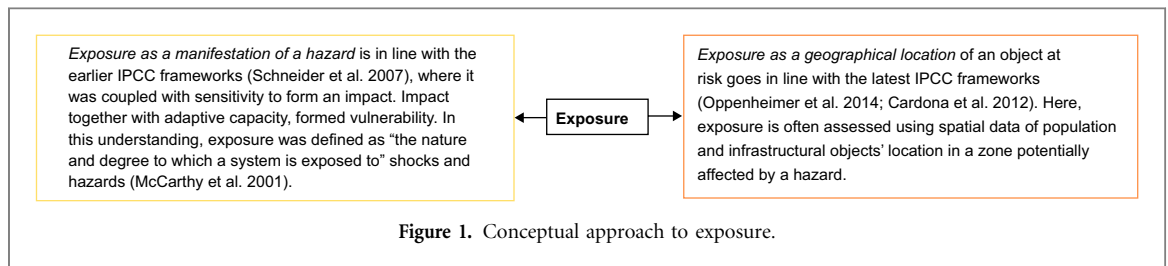 Exposure as a manifestation of a hazard is in line with the
earlier IPCC frameworks (Schneider et al. 2007), where it
was coupled with sensitivity to form an impact. Impact
together with adaptive capacity, formed vulnerability. In
this understanding, exposure was defined as “the nature
and degree to which a system is exposed to” shocks and
hazards (McCarthy et al. 2001).
Exposure
Exposure as a geographical location of an object at
risk goes in line with the latest IPCC frameworks
(Oppenheimer et al. 2014; Cardona et al. 2012). Here,
exposure is often assessed using spatial data of population
and infrastructural objects’ location in a zone potentially
affected by a hazard.
Figure 1. Conceptual approach to exposure.